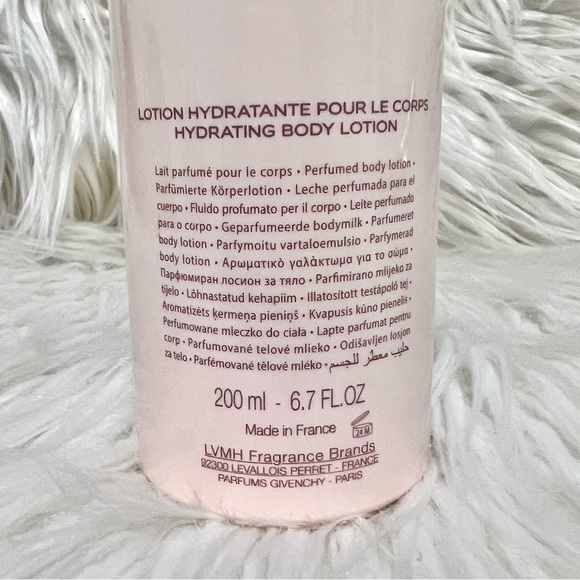 LOTION HYDRATANTE POUR LE CORPS
HYDRATING BODY LOTION
Lait parfumé pour le corps • Perfumed body lotion •
Parfümierte Körperlotion • Leche perfumada para el
cuerpo • Fluido profumato per il corpo • Leite perfumado
para o corpo • Geparfumeerde bodymilk • Parfumeret
body lotion • Parfymoitu vartaloemulsio • Parfymerad
body lotion • Αρωματικό γαλάκτωμα για το σώμα •
Парфюмиран лосион за тяло • Parfimirano mlijeko za
tijelo • Lõhnastatud kehapiim • Illatosított testápoló tej •
Aromatizēts ķermeņa pieniņš • Kvapusis kūno pienelis •
Perfumowane mleczko do ciała • Lapte parfumat pentru
corp • Parfumované telové mlieko • Odišavljen losjon
za telo • Parfémované tělové mléko • حليب معطر للجسم
200 ml - 6.7 FL.OZ
Made in France 24 M
LVMH Fragrance Brands
92300 LEVALLOIS PERRET - FRANCE
PARFUMS GIVENCHY - PARIS